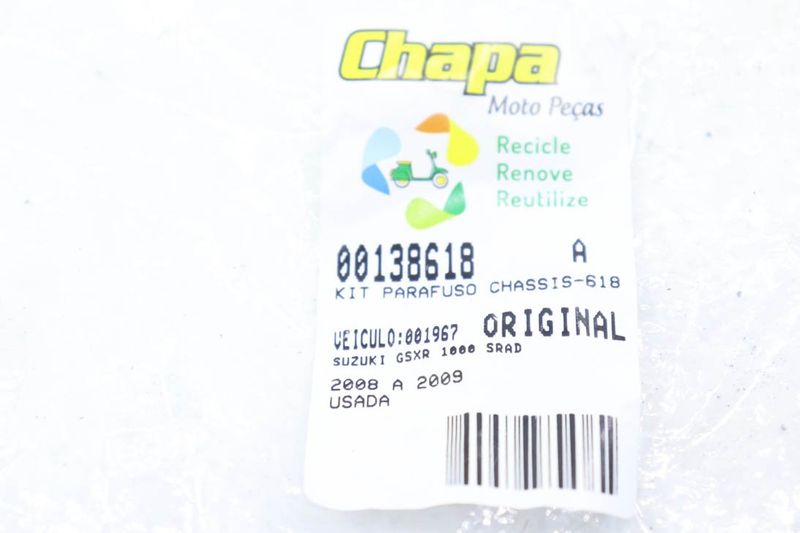 Chapa
Moto Peças
Recicle
Renove
Reutilize
00138618 A
KIT PARAFUSO CHASSIS-618
VEICULO:001967 ORIGINAL
SUZUKI GSXR 1000 SRAD
2008 A 2009
USADA